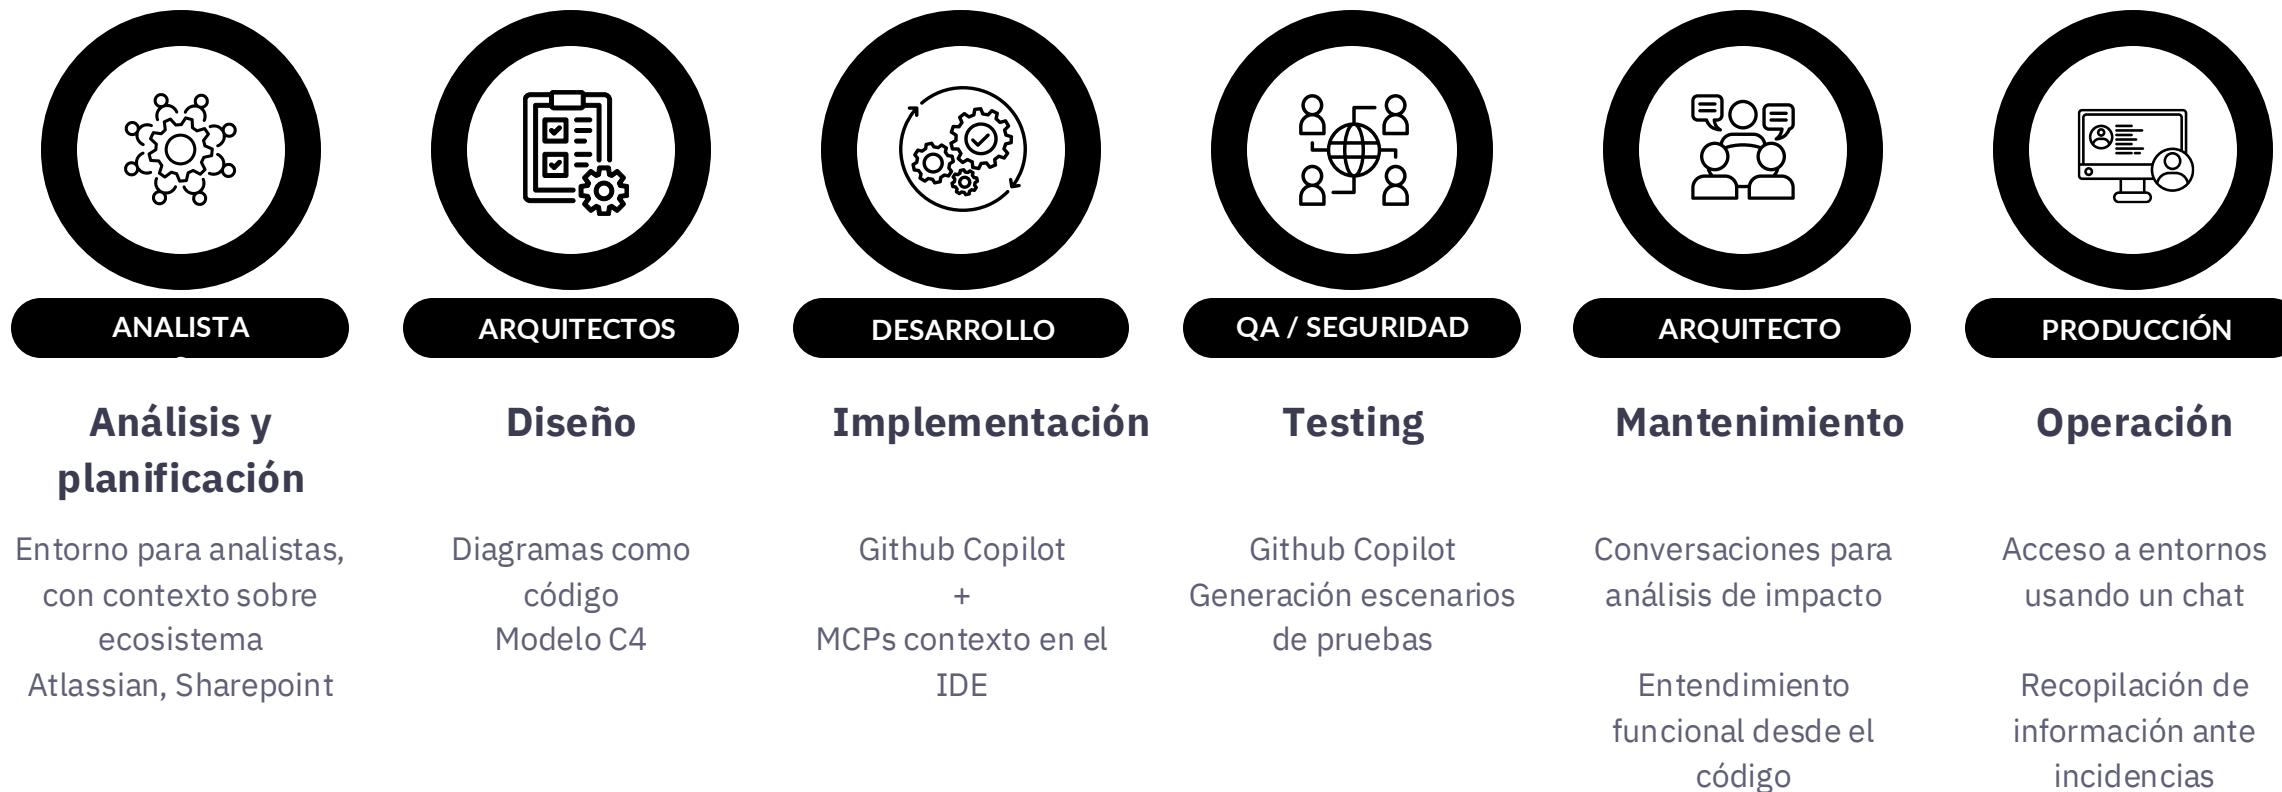 ANALISTA
ARQUITECTOS
DESARROLLO
QA / SEGURIDAD
ARQUITECTO
PRODUCCIÓN
Análisis y
planificación
Entorno para analistas,
con contexto sobre
ecosistema
Atlassian, Sharepoint
Diseño
Diagramas como
código
Modelo C4
Implementación
Github Copilot
+
MCPs contexto en el
IDE
Testing
Github Copilot
Generación escenarios
de pruebas
Mantenimiento
Conversaciones para
análisis de impacto
Entendimiento
funcional desde el
código
Operación
Acceso a entornos
usando un chat
Recopilación de
información ante
incidencias